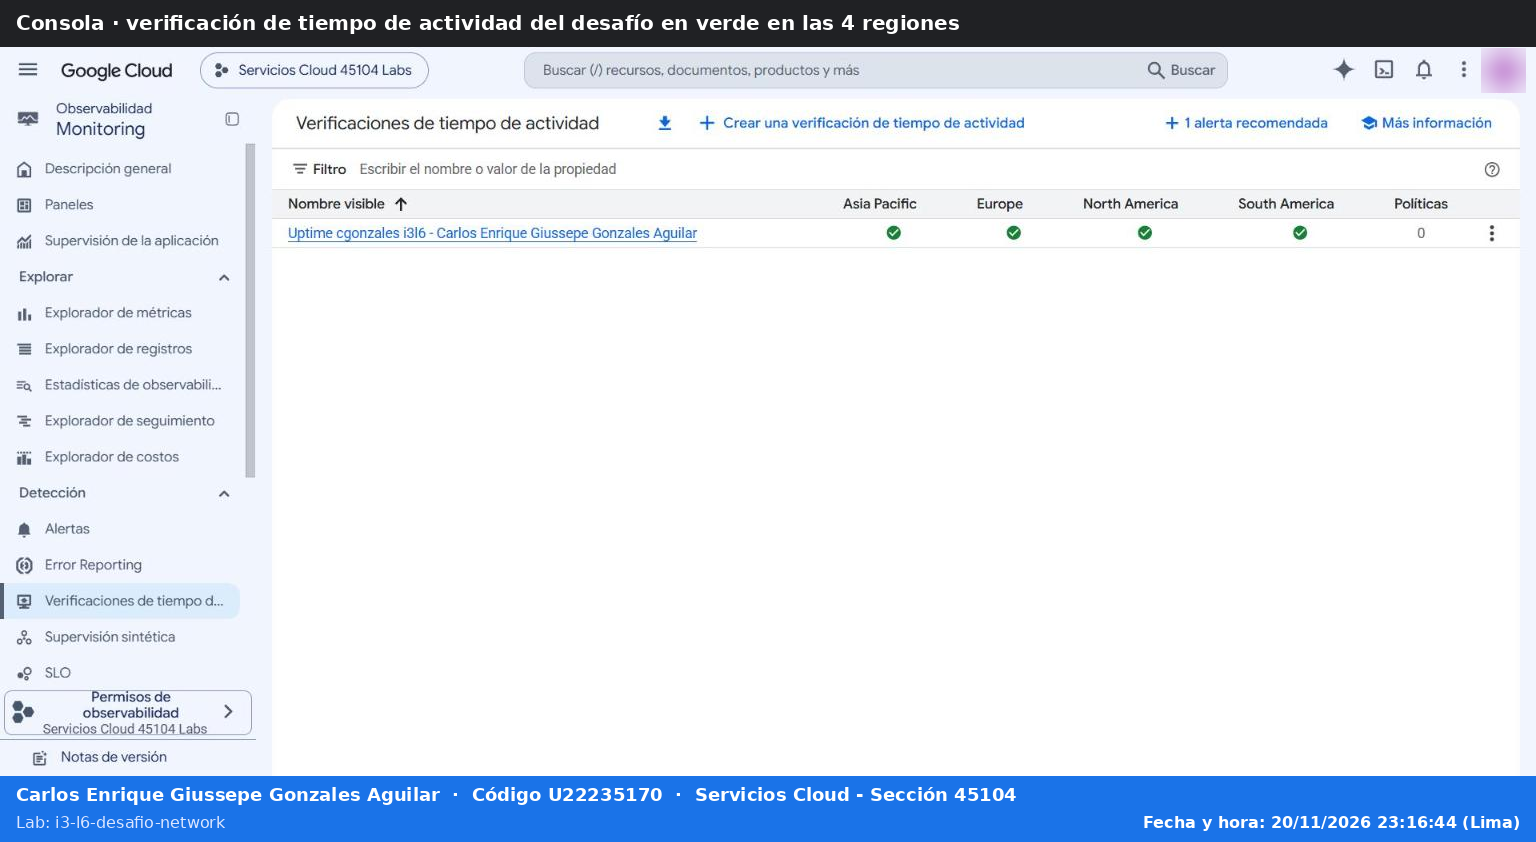 Consola · verificación de tiempo de actividad del desafío en verde en las 4 regiones
Google Cloud
Servicios Cloud 45104 Labs
Buscar (/) recursos, documentos, productos y más
Buscar
Observabilidad
Monitoring
Descripción general
Paneles
Supervisión de la aplicación
Explorar
Explorador de métricas
Explorador de registros
Estadísticas de observabili...
Explorador de seguimiento
Explorador de costos
Detección
Alertas
Error Reporting
Verificaciones de tiempo d...
Supervisión sintética
SLO
Permisos de
observabilidad
Servicios Cloud 45104 Labs
Notas de versión
Verificaciones de tiempo de actividad
Crear una verificación de tiempo de actividad
1 alerta recomendada
Más información
Filtro Escribir el nombre o valor de la propiedad
Nombre visible Asia Pacific Europe North America South America Políticas
Uptime cgonzales i3l6 - Carlos Enrique Giussepe Gonzales Aguilar 0
Carlos Enrique Giussepe Gonzales Aguilar · Código U22235170 · Servicios Cloud - Sección 45104
Lab: i3-l6-desafio-network
Fecha y hora: 20/11/2026 23:16:44 (Lima)